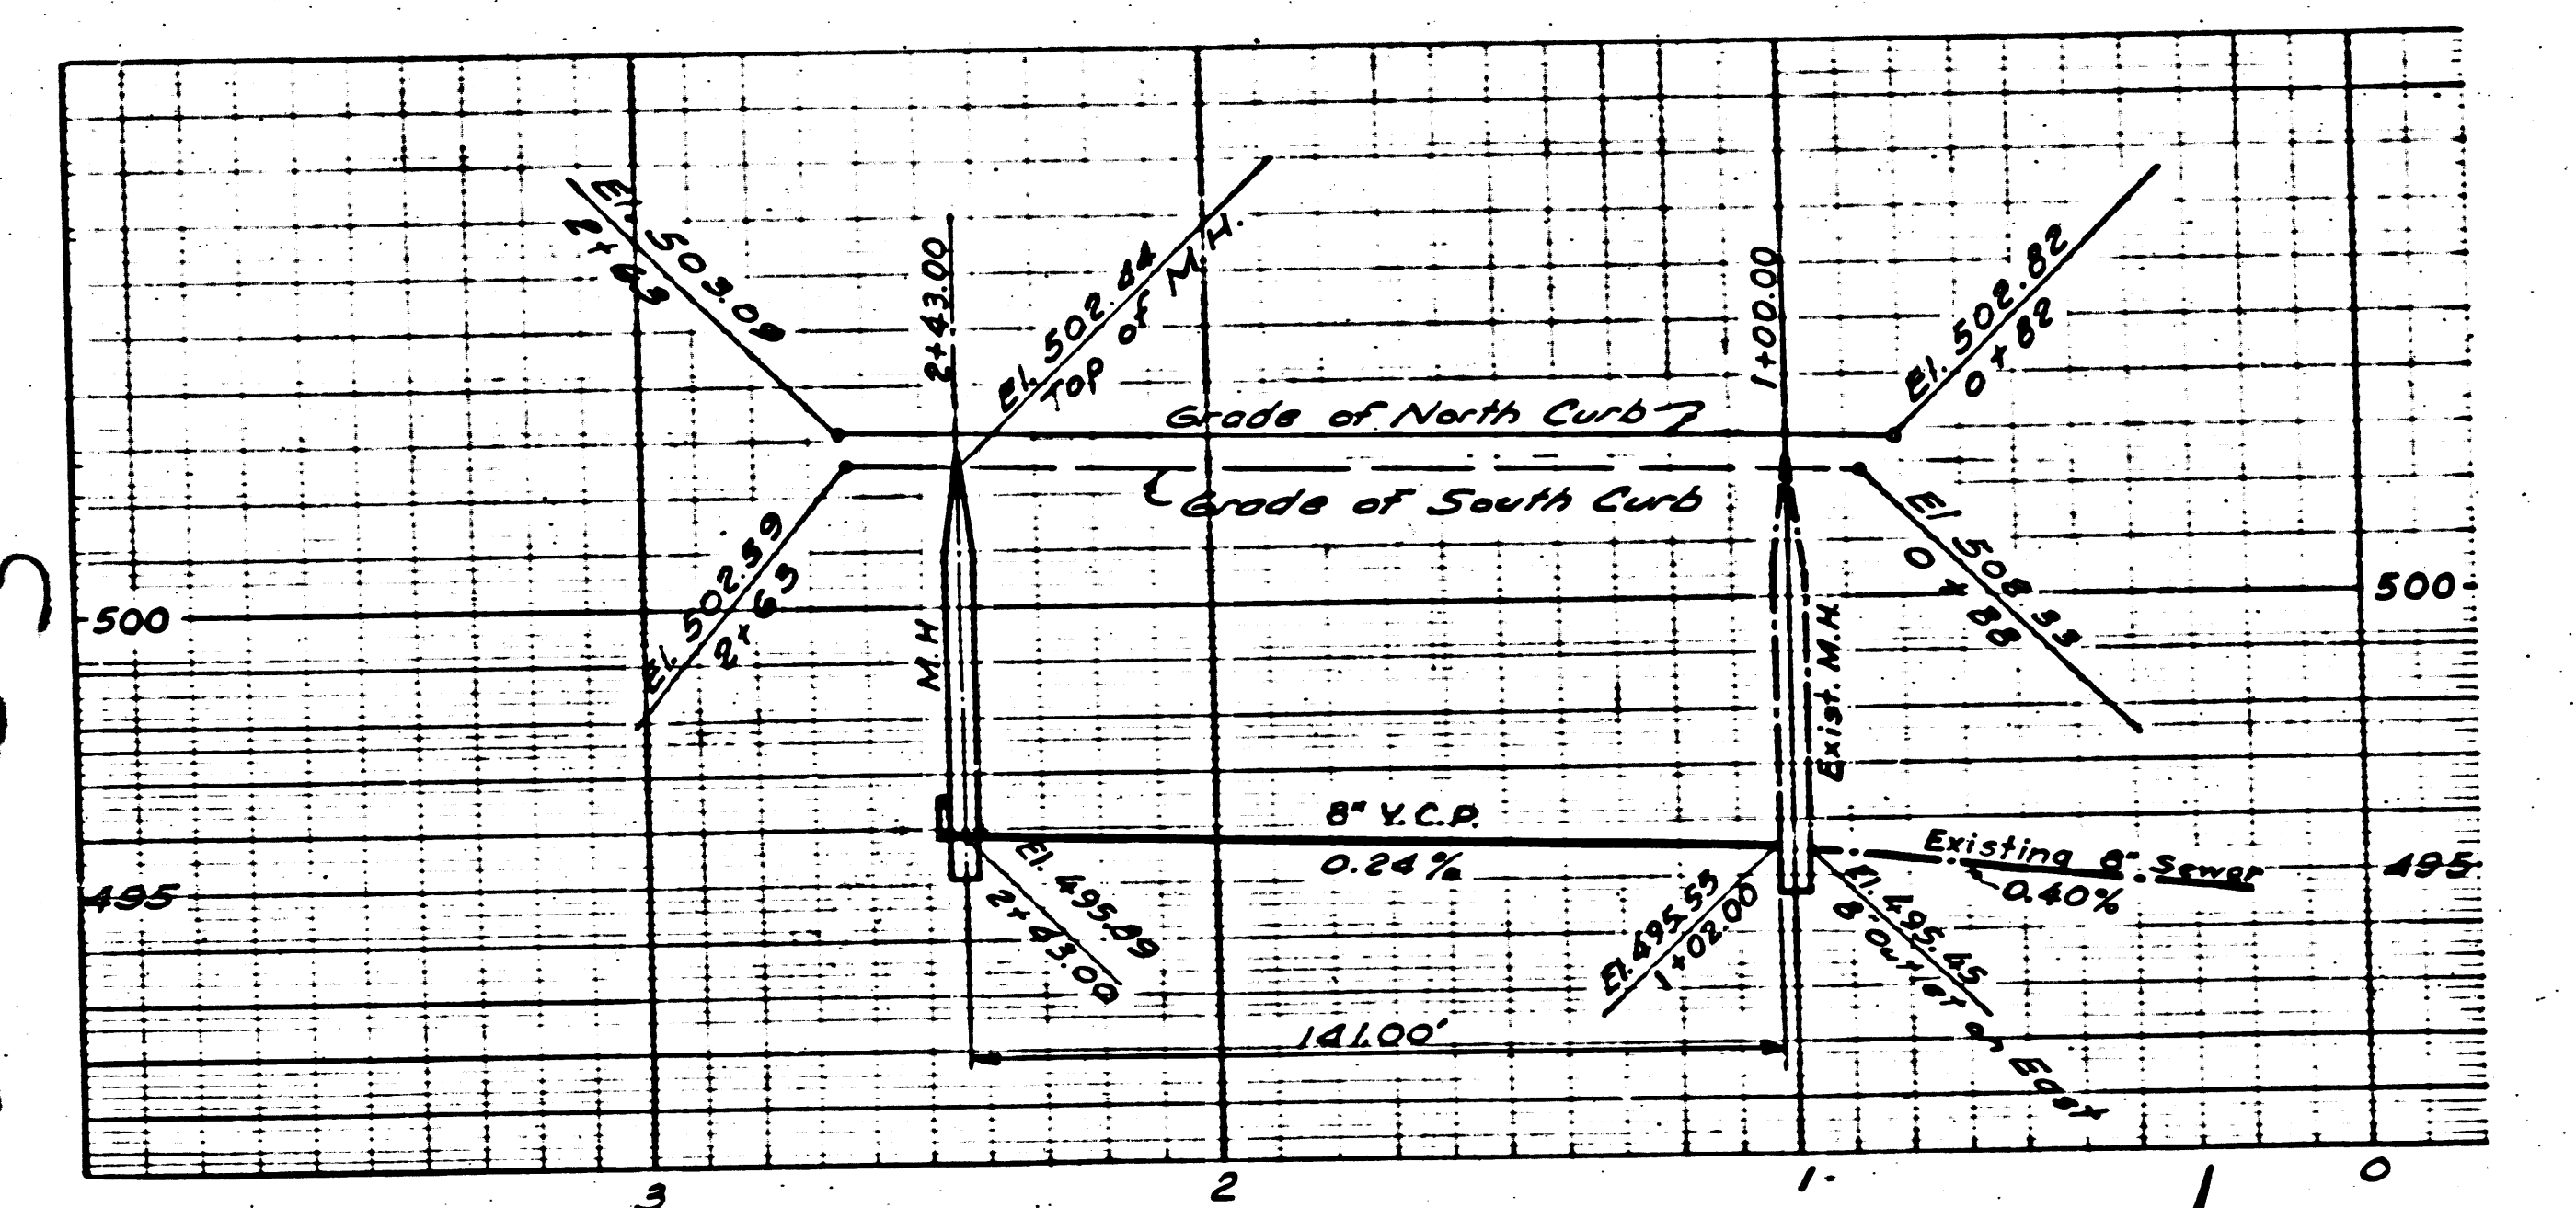 El. 503.09
2 + 63
2+43.00
El. 502.44
TOP of M.H.
1+00.00
El. 502.82
0 + 82
Grade of North Curb
Grade of South Curb
El. 502.59
2+63
El 508.33
0 + 88
500
500
M.H
Exist. M.H.
8" V.C.P.
0.24%
Existing 8" Sewer
0.40%
495
495
El. 495.89
2+43.00
El. 495.55
1+02.00
El. 495.45
8" Outlet on East
141.00'
3
2
1
0